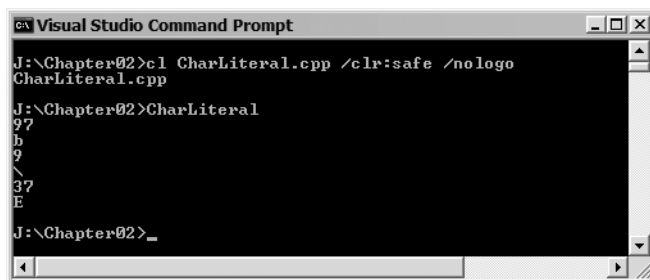 Visual Studio Command Prompt
J:\Chapter02>cl CharLiteral.cpp /clr:safe /nologo
CharLiteral.cpp
J:\Chapter02>CharLiteral
97
b
9
\
37
E
J:\Chapter02>_